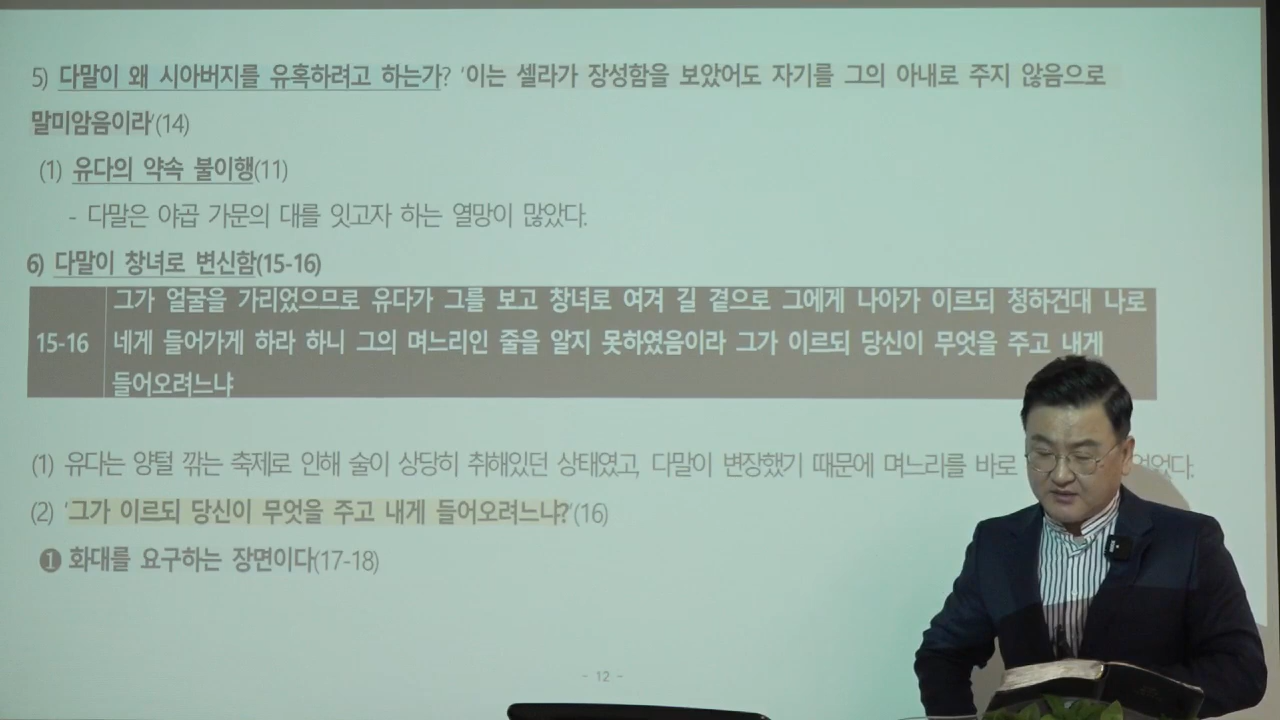 5) 다말이 왜 시아버지를 유혹하려고 하는가? '이는 셀라가 장성함을 보았어도 자기를 그의 아내로 주지 않음으로
말미암음이라'(14)
(1) 유다의 약속 불이행(11)
- 다말은 야곱 가문의 대를 잇고자 하는 열망이 많았다.
6) 다말이 창녀로 변신함(15-16)
그가 얼굴을 가리었으므로 유다가 그를 보고 창녀로 여겨 길 곁으로 그에게 나아가 이르되 청하건대 나로
15-16 네게 들어가게 하라 하니 그의 며느리인 줄을 알지 못하였음이라 그가 이르되 당신이 무엇을 주고 내게
들어오려느냐
(1) 유다는 양털 깎는 축제로 인해 술이 상당히 취해있던 상태였고, 다말이 변장했기 때문에 며느리를 바로
(2) '그가 이르되 당신이 무엇을 주고 내게 들어오려느냐?'(16)
❶ 화대를 요구하는 장면이다(17-18)
- 12 -